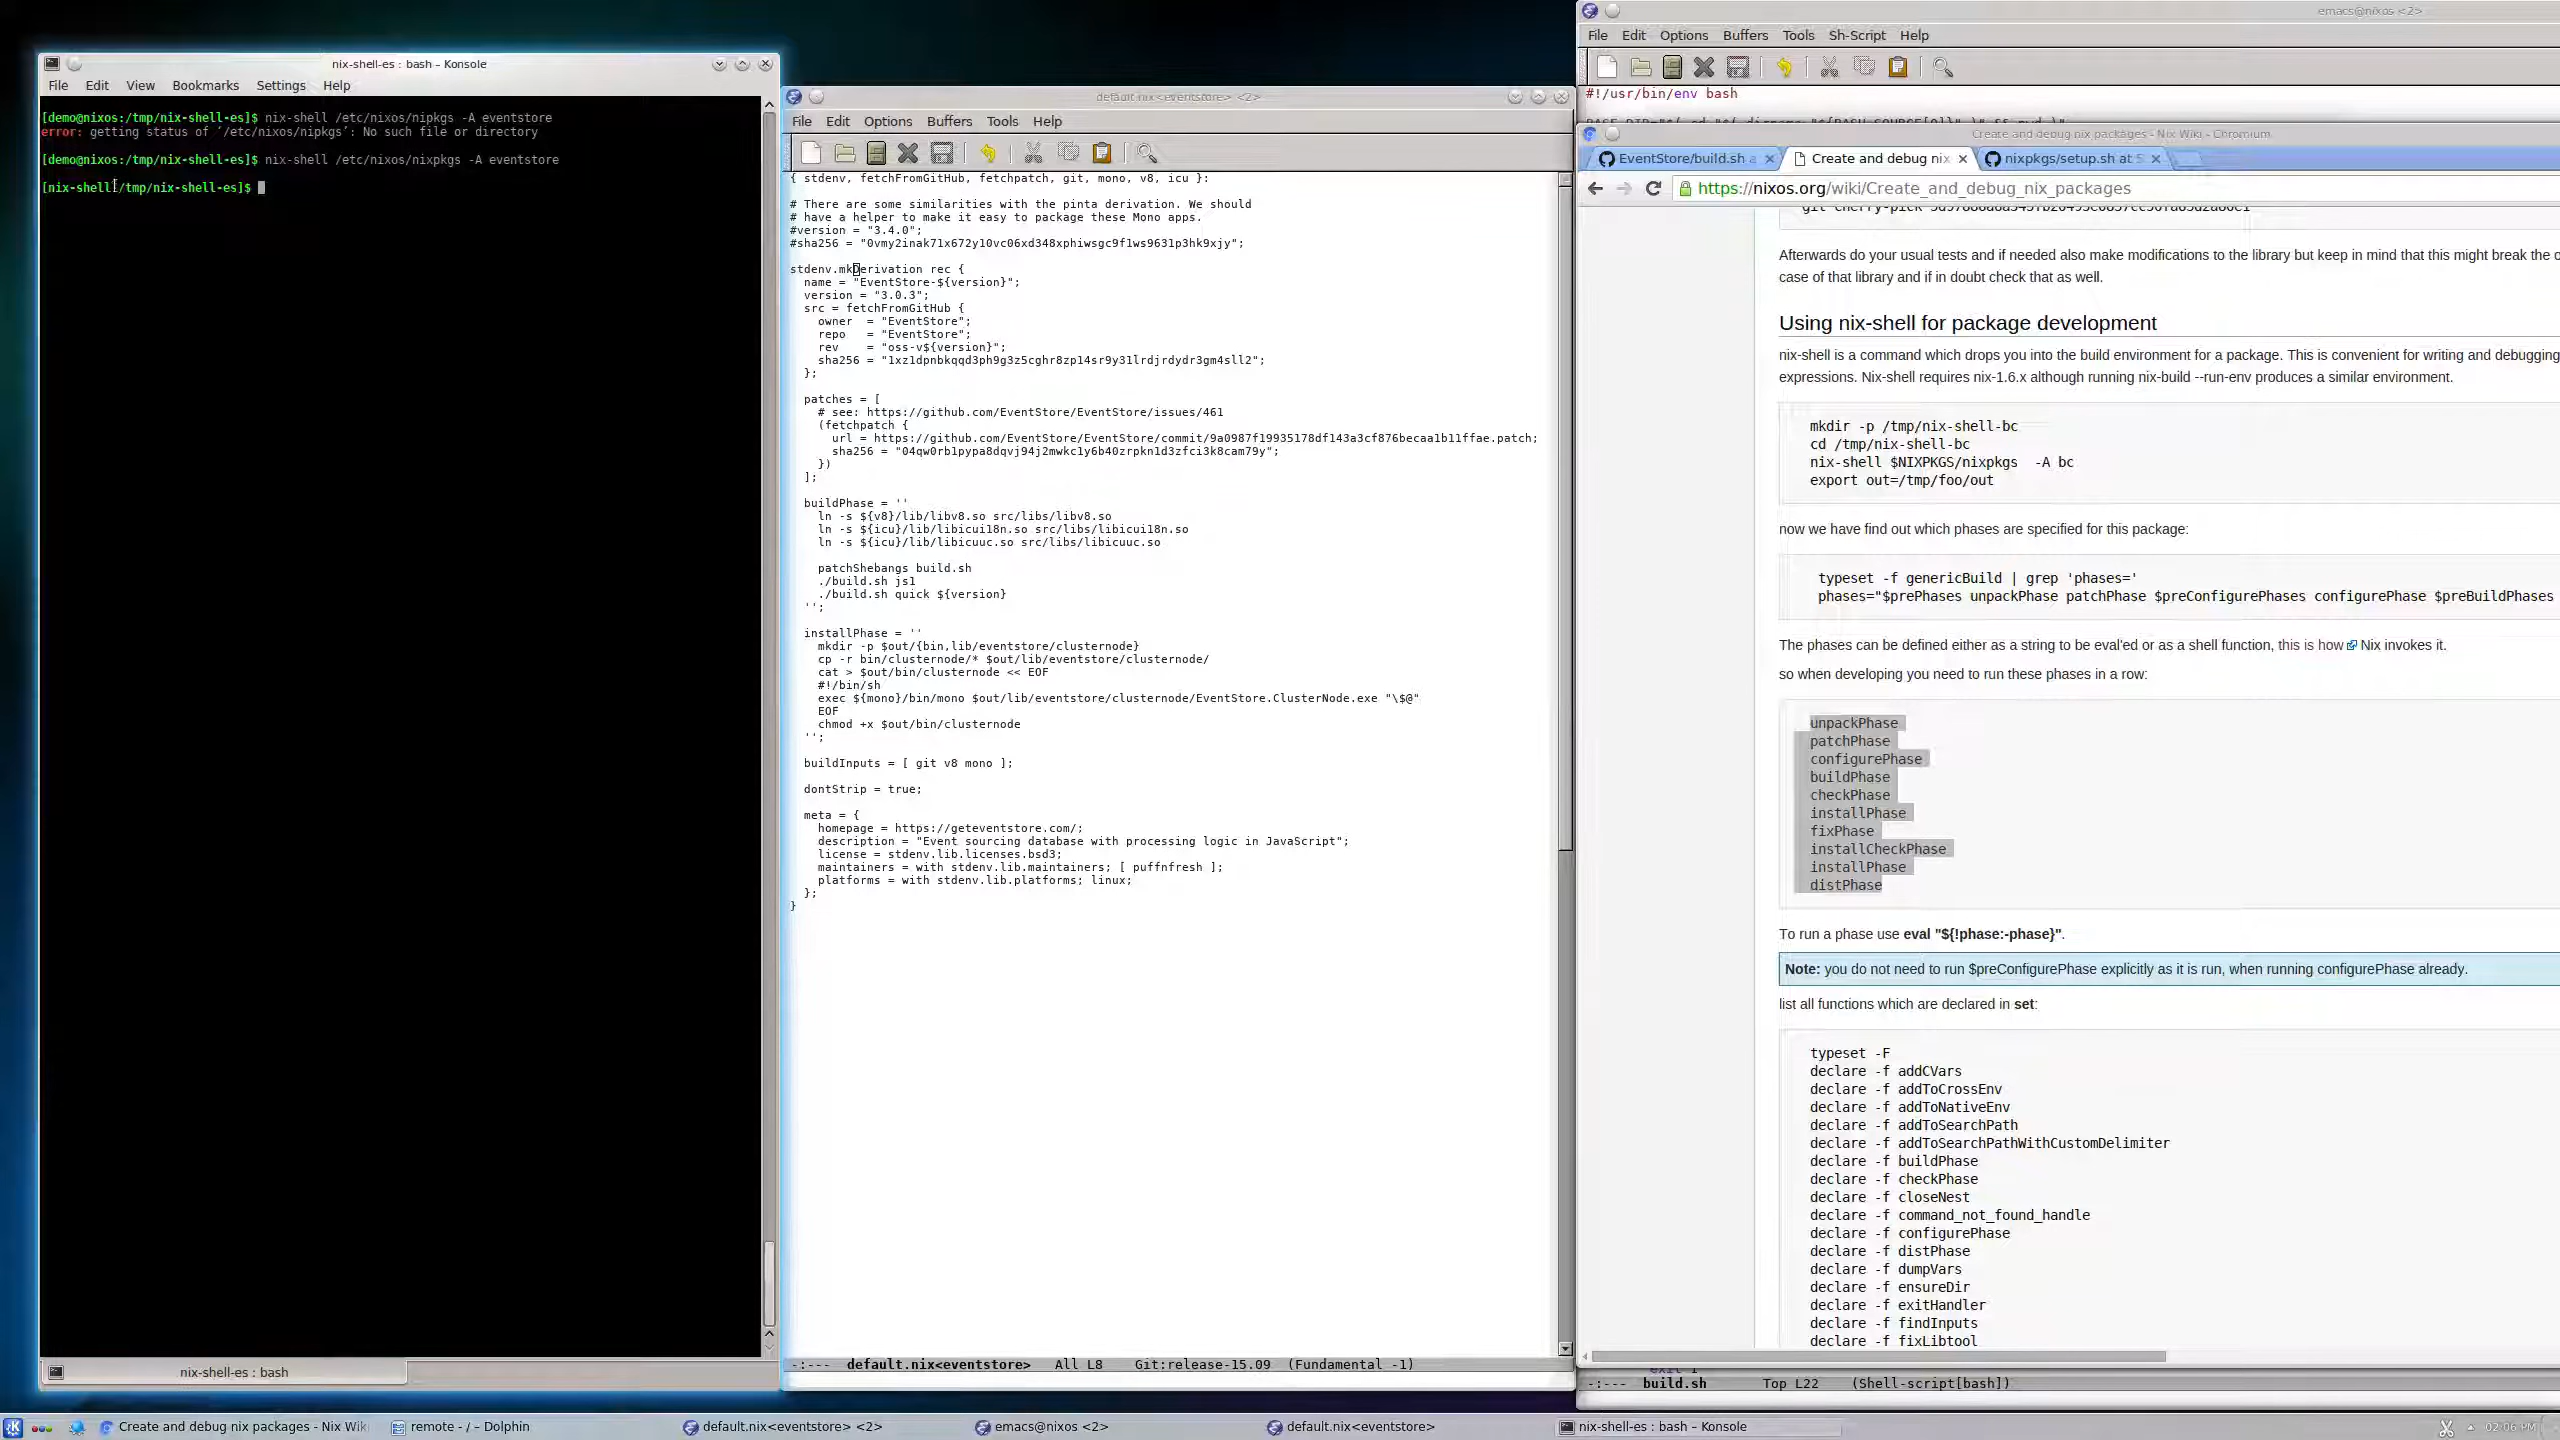 nix-shell-es : bash – Konsole
File Edit View Bookmarks Settings Help
[demo@nixos:/tmp/nix-shell-es]$ nix-shell /etc/nixos/nipkgs -A eventstore
error: getting status of ‘/etc/nixos/nipkgs’: No such file or directory
[demo@nixos:/tmp/nix-shell-es]$ nix-shell /etc/nixos/nixpkgs -A eventstore
[nix-shell:/tmp/nix-shell-es]$
nix-shell-es : bash
default.nix<eventstore> <2>
File Edit Options Buffers Tools Help
{ stdenv, fetchFromGitHub, fetchpatch, git, mono, v8, icu }:
# There are some similarities with the pinta derivation. We should
# have a helper to make it easy to package these Mono apps.
#version = "3.4.0";
#sha256 = "0vmy2inak71x672y10vc06xd348xphiwsgc9f1ws9631p3hk9xjy";
stdenv.mkDerivation rec {
name = "EventStore-${version}";
version = "3.0.3";
src = fetchFromGitHub {
owner = "EventStore";
repo = "EventStore";
rev = "oss-v${version}";
sha256 = "1xz1dpnbkqqd3ph9g3z5cghr8zp14sr9y31lrdjrdydr3gm4sll2";
};
patches = [
# see: https://github.com/EventStore/EventStore/issues/461
(fetchpatch {
url = https://github.com/EventStore/EventStore/commit/9a0987f19935178df143a3cf876becaa1b11ffae.patch;
sha256 = "04qw0rb1pypa8dqvj94j2mwkc1y6b40zrpkn1d3zfci3k8cam79y";
})
];
buildPhase = ''
ln -s ${v8}/lib/libv8.so src/libs/libv8.so
ln -s ${icu}/lib/libicui18n.so src/libs/libicui18n.so
ln -s ${icu}/lib/libicuuc.so src/libs/libicuuc.so
patchShebangs build.sh
./build.sh js1
./build.sh quick ${version}
'';
installPhase = ''
mkdir -p $out/{bin,lib/eventstore/clusternode}
cp -r bin/clusternode/* $out/lib/eventstore/clusternode/
cat > $out/bin/clusternode << EOF
#!/bin/sh
exec ${mono}/bin/mono $out/lib/eventstore/clusternode/EventStore.ClusterNode.exe "\$@"
EOF
chmod +x $out/bin/clusternode
'';
buildInputs = [ git v8 mono ];
dontStrip = true;
meta = {
homepage = https://geteventstore.com/;
description = "Event sourcing database with processing logic in JavaScript";
license = stdenv.lib.licenses.bsd3;
maintainers = with stdenv.lib.maintainers; [ puffnfresh ];
platforms = with stdenv.lib.platforms; linux;
};
}
-:--- default.nix<eventstore> All L8 Git:release-15.09 (Fundamental -1)
emacs@nixos <2>
File Edit Options Buffers Tools Sh-Script Help
#!/usr/bin/env bash
Create and debug nix packages - Nix Wiki - Chromium
EventStore/build.sh a
Create and debug nix
nixpkgs/setup.sh at 5
https://nixos.org/wiki/Create_and_debug_nix_packages
Afterwards do your usual tests and if needed also make modifications to the library but keep in mind that this might break the o
case of that library and if in doubt check that as well.
Using nix-shell for package development
nix-shell is a command which drops you into the build environment for a package. This is convenient for writing and debugging
expressions. Nix-shell requires nix-1.6.x although running nix-build --run-env produces a similar environment.
mkdir -p /tmp/nix-shell-bc
cd /tmp/nix-shell-bc
nix-shell $NIXPKGS/nixpkgs -A bc
export out=/tmp/foo/out
now we have find out which phases are specified for this package:
typeset -f genericBuild | grep 'phases='
phases="$prePhases unpackPhase patchPhase $preConfigurePhases configurePhase $preBuildPhases
The phases can be defined either as a string to be eval'ed or as a shell function, this is how Nix invokes it.
so when developing you need to run these phases in a row:
unpackPhase
patchPhase
configurePhase
buildPhase
checkPhase
installPhase
fixPhase
installCheckPhase
installPhase
distPhase
To run a phase use eval "${!phase:-phase}".
Note: you do not need to run $preConfigurePhase explicitly as it is run, when running configurePhase already.
list all functions which are declared in set:
typeset -F
declare -f addCVars
declare -f addToCrossEnv
declare -f addToNativeEnv
declare -f addToSearchPath
declare -f addToSearchPathWithCustomDelimiter
declare -f buildPhase
declare -f checkPhase
declare -f closeNest
declare -f command_not_found_handle
declare -f configurePhase
declare -f distPhase
declare -f dumpVars
declare -f ensureDir
declare -f exitHandler
declare -f findInputs
declare -f fixLibtool
-:--- build.sh Top L22 (Shell-script[bash])
Create and debug nix packages - Nix Wiki
remote - / – Dolphin
default.nix<eventstore> <2>
emacs@nixos <2>
default.nix<eventstore>
nix-shell-es : bash – Konsole
02:06 PM